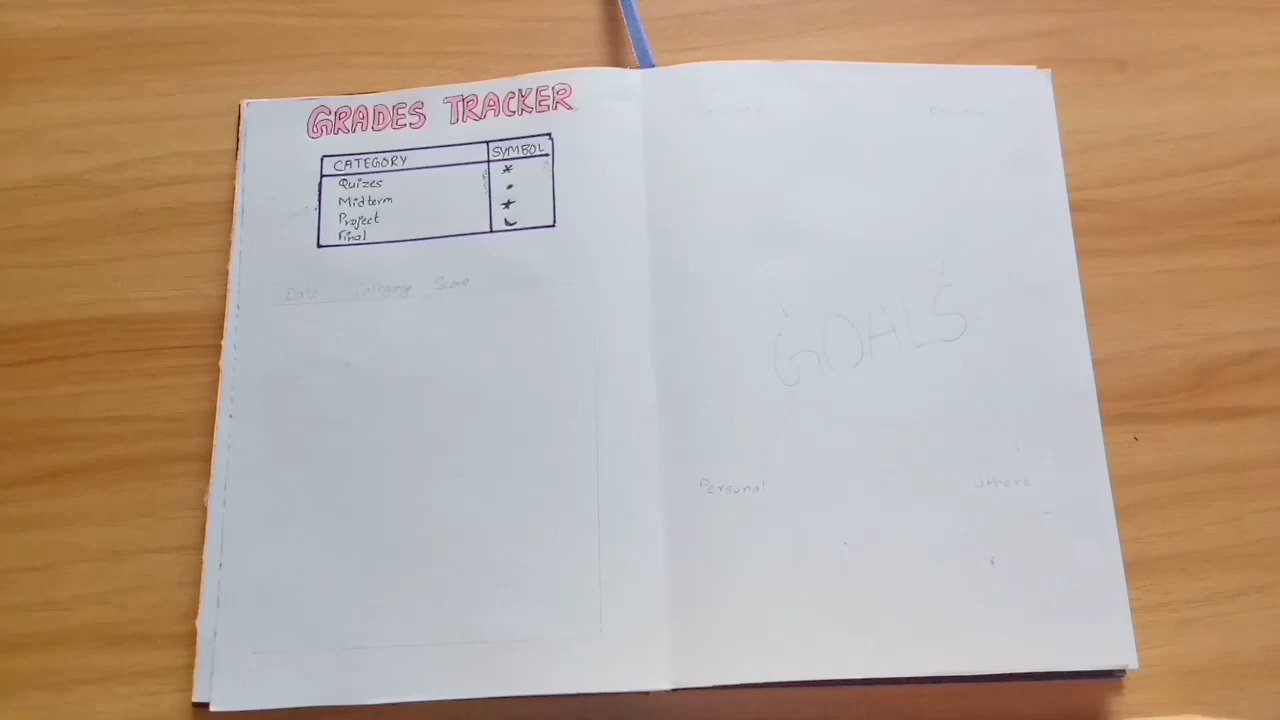 GRADES TRACKER
CATEGORY SYMBOL
Quizes *
Midterm •
Project ★
Final
Date Category Score
GOALS
Personal
Others